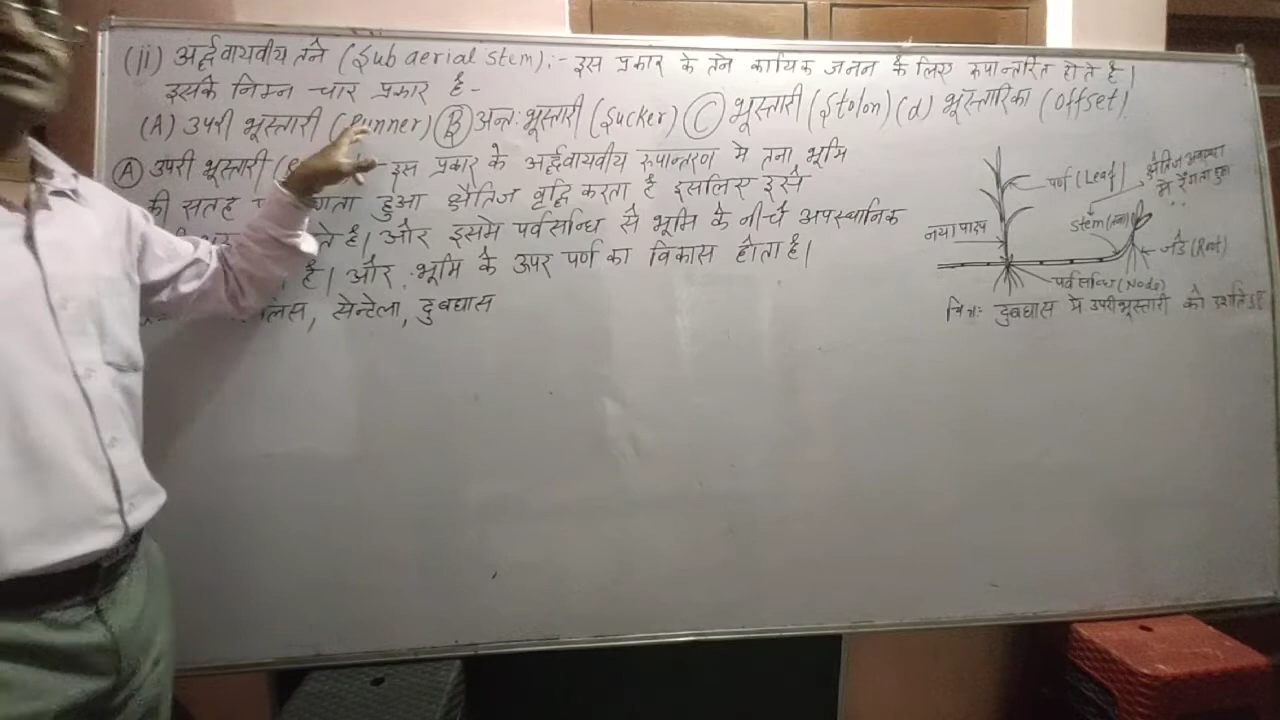 (ii) अर्द्धवायवीय तने (Sub aerial stem):- इस प्रकार के तने कायिक जनन के लिए रूपान्तरित होते है।
इसके निम्न चार प्रकार है -
(A) उपरी भूस्तारी (Runner) (B) अन्तः भूस्तारी (Sucker) (C) भूस्तारी (Stolon) (d) भूस्तारिका (Offset)
(A) उपरी भूस्तारी ( - इस प्रकार के अर्द्धवायवीय रूपान्तरण मे तना, भूमि
की सतह हुआ क्षैतिज वृद्धि करता है इसलिए इसे
है। और इसमे पर्वसन्धि से भूमि के नीचे अपस्थानिक
है। और भूमि के उपर पर्ण का विकास होता है।
सेन्टेला, दुबघास
पर्ण (Leaf)
क्षैतिज अवस्था
मे रेंगता हुआ
stem (तना)
नया पादप
जड (Root)
पर्वसन्धि (Node)
चित्र: दुबघास मे उपरीभूस्तारी को